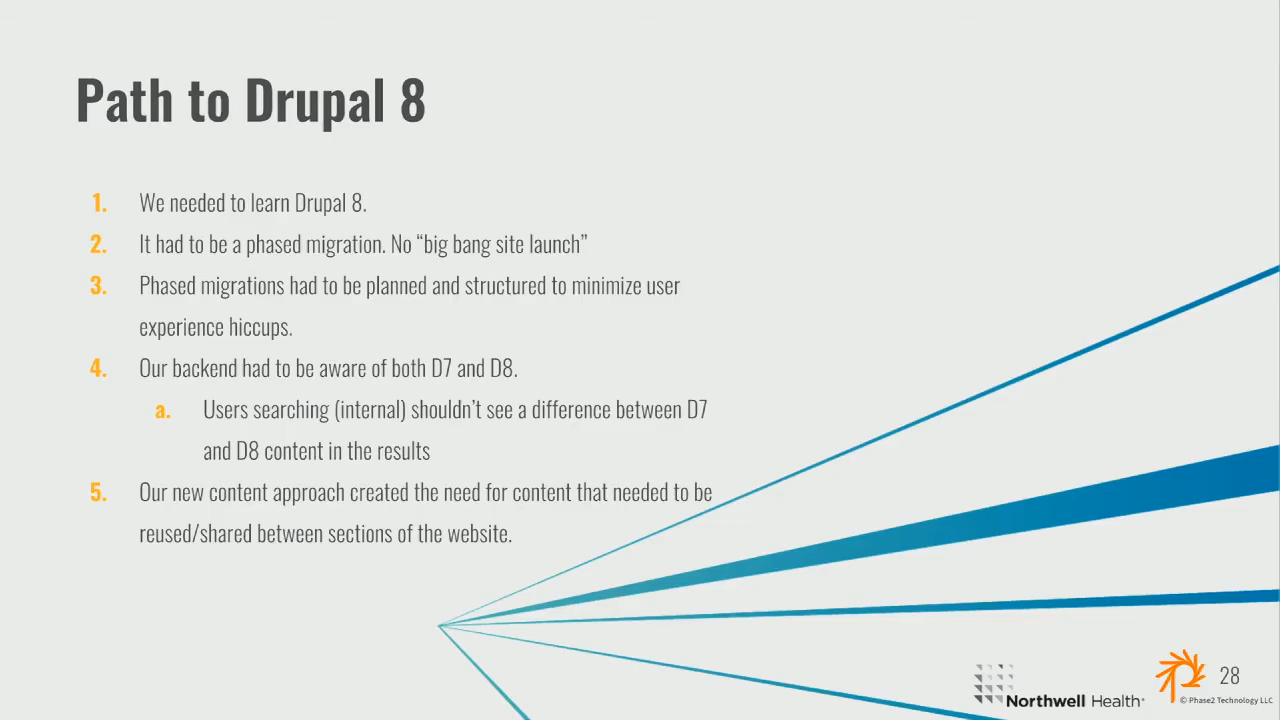 Path to Drupal 8
1. We needed to learn Drupal 8.
2. It had to be a phased migration. No “big bang site launch”
3. Phased migrations had to be planned and structured to minimize user
experience hiccups.
4. Our backend had to be aware of both D7 and D8.
a. Users searching (internal) shouldn’t see a difference between D7
and D8 content in the results
5. Our new content approach created the need for content that needed to be
reused/shared between sections of the website.
Northwell Health
28
© Phase2 Technology LLC